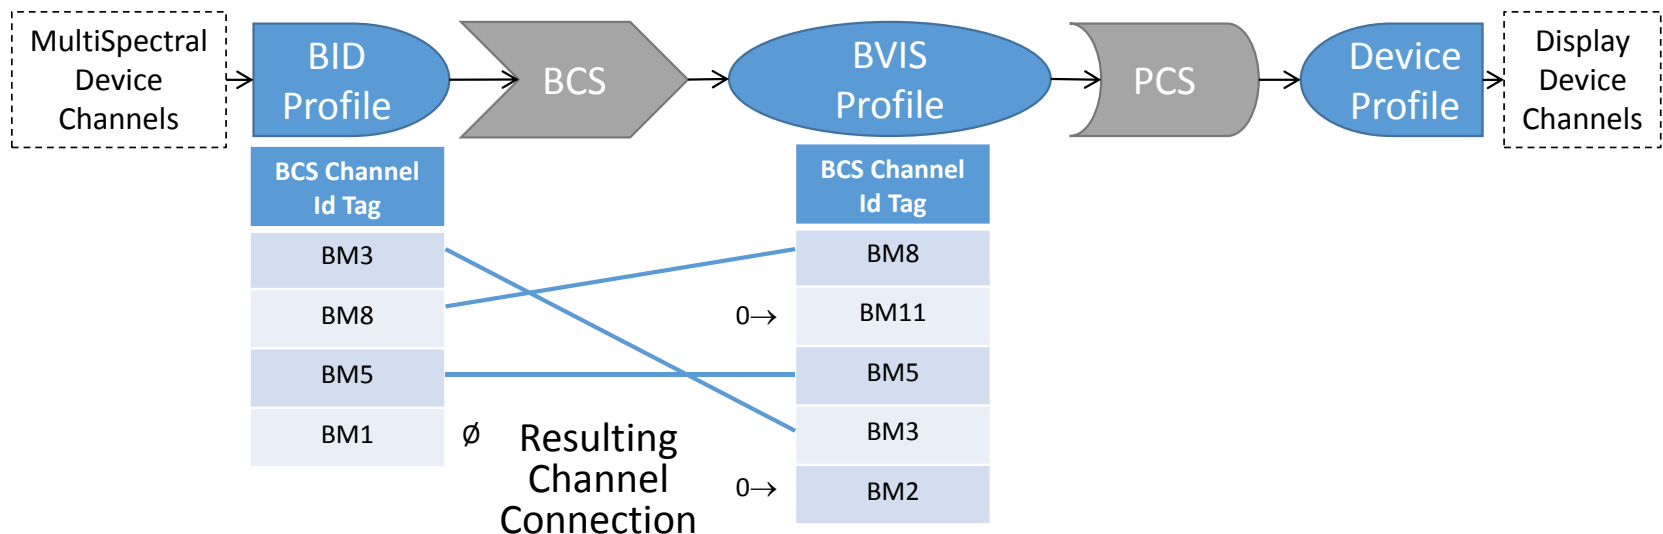 MultiSpectral
Device
Channels
BID
Profile
BCS
BVIS
Profile
PCS
Device
Profile
Display
Device
Channels
BCS Channel
Id Tag
BM3
BM8
BM5
BM1
Ø
Resulting
Channel
Connection
BCS Channel
Id Tag
BM8
0→ BM11
BM5
BM3
0→ BM2